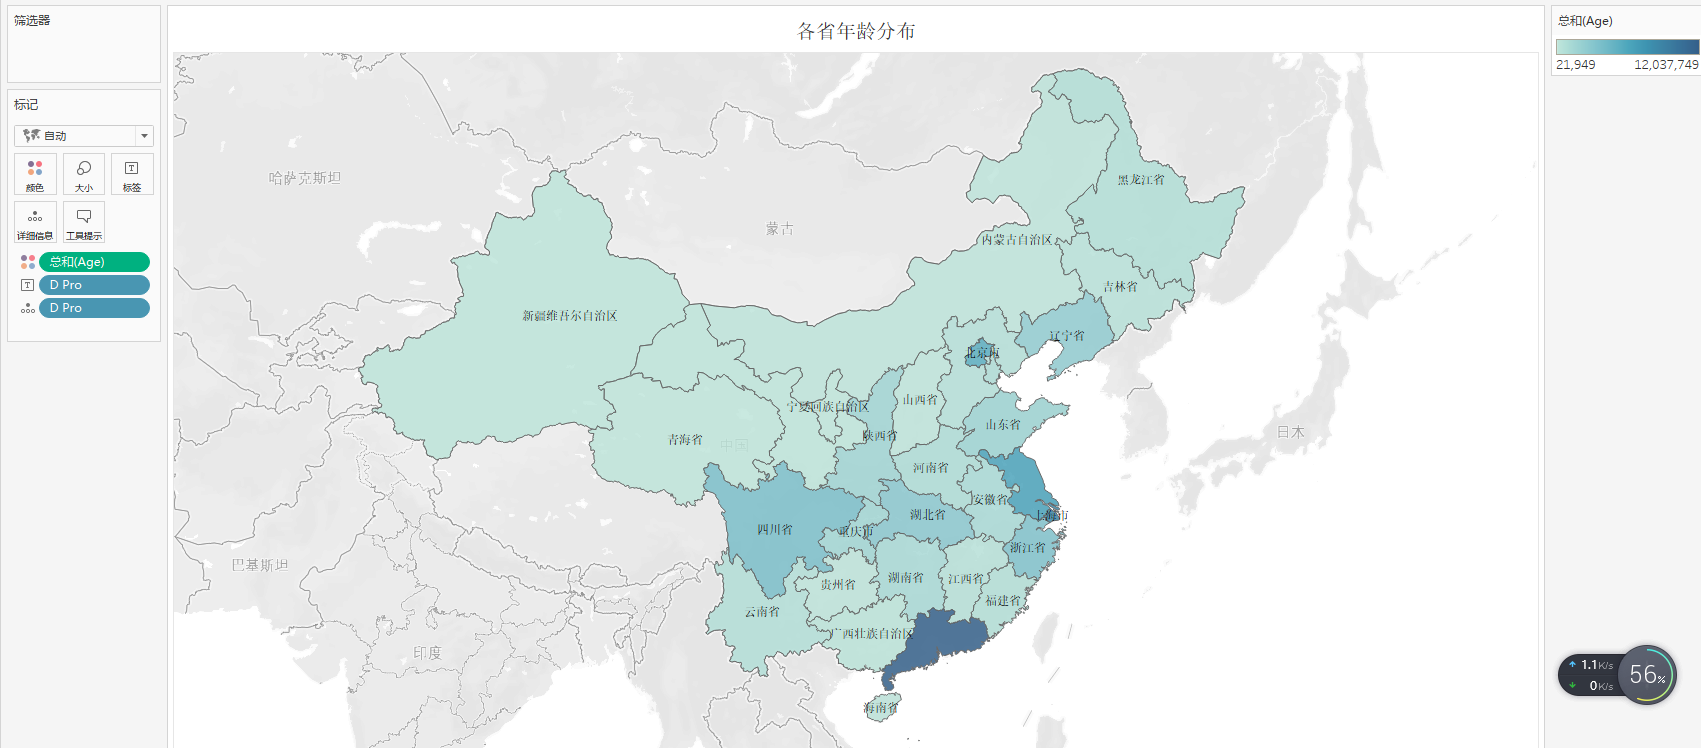 筛选器
标记
自动
颜色
大小
标签
详细信息
工具提示
总和(Age)
D Pro
D Pro
各省年龄分布
哈萨克斯坦
蒙古
黑龙江省
内蒙古自治区
吉林省
新疆维吾尔自治区
辽宁省
北京市
宁夏回族自治区
山西省
山东省
日本
青海省
中国
陕西省
河南省
安徽省
四川省
湖北省
上海市
重庆市
浙江省
巴基斯坦
贵州省
湖南省
江西省
福建省
云南省
广西壮族自治区
印度
海南省
总和(Age)
21,949 12,037,749
1.1K/s
0K/s
56%